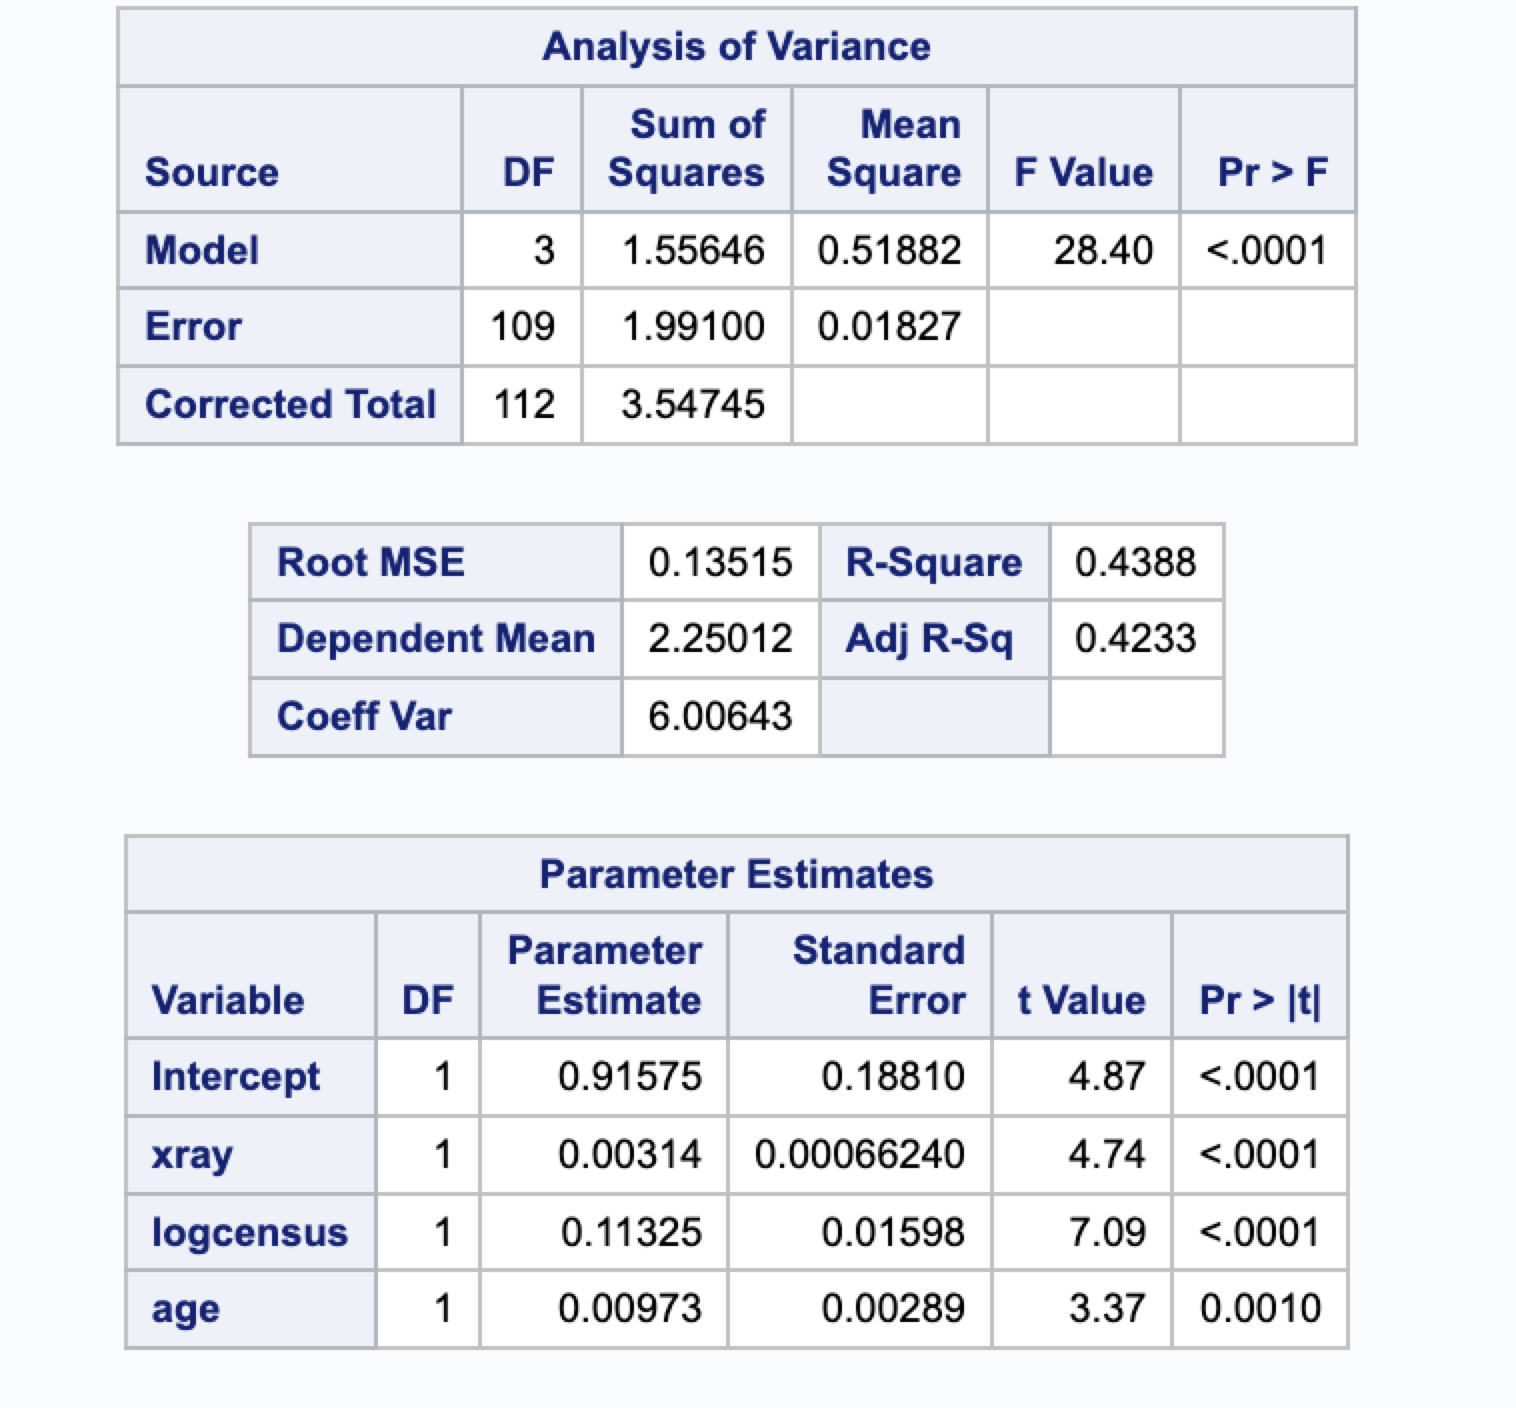 Analysis of Variance
Source DF Sum of Squares Mean Square F Value Pr > F
Model 3 1.55646 0.51882 28.40 <.0001
Error 109 1.99100 0.01827
Corrected Total 112 3.54745
Root MSE 0.13515 R-Square 0.4388
Dependent Mean 2.25012 Adj R-Sq 0.4233
Coeff Var 6.00643
Parameter Estimates
Variable DF Parameter Estimate Standard Error t Value Pr > |t|
Intercept 1 0.91575 0.18810 4.87 <.0001
xray 1 0.00314 0.00066240 4.74 <.0001
logcensus 1 0.11325 0.01598 7.09 <.0001
age 1 0.00973 0.00289 3.37 0.0010